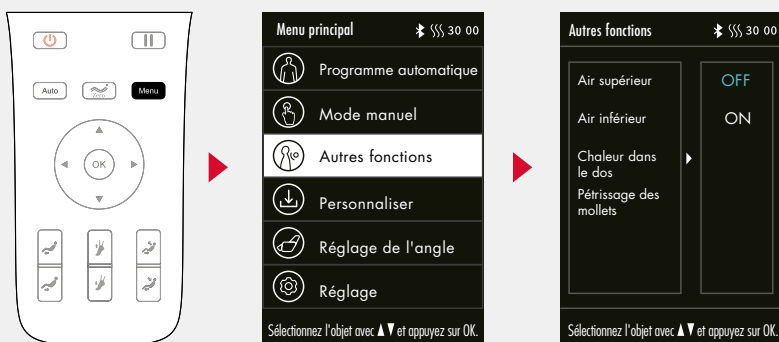 Auto
Zero
Menu
OK
Menu principal 30 00
Programme automatique
Mode manuel
Autres fonctions
Personnaliser
Réglage de l'angle
Réglage
Sélectionnez l'objet avec ▲▼ et appuyez sur OK.
Autres fonctions 30 00
Air supérieur
Air inférieur
Chaleur dans
le dos
Pétrissage des
mollets
OFF
ON
Sélectionnez l'objet avec ▲▼ et appuyez sur OK.